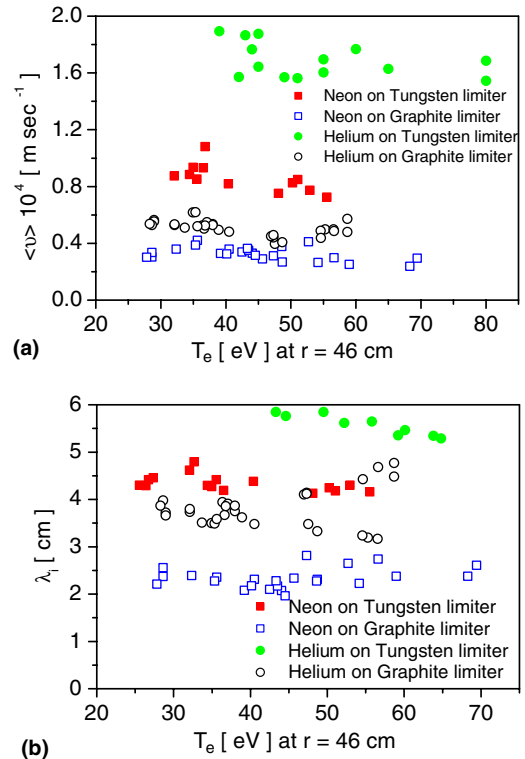 (a)
<υ> 10⁴ [ m sec⁻¹ ]
2.0
1.6
1.2
0.8
0.4
0.0
Neon on Tungsten limiter
Neon on Graphite limiter
Helium on Tungsten limiter
Helium on Graphite limiter
20 30 40 50 60 70 80
Tₑ [ eV ] at r = 46 cm
(b)
λᵢ [ cm ]
6
5
4
3
2
1
0
Neon on Tungsten limiter
Neon on Graphite limiter
Helium on Tungsten limiter
Helium on Graphite limiter
20 30 40 50 60 70
Tₑ [ eV ] at r = 46 cm